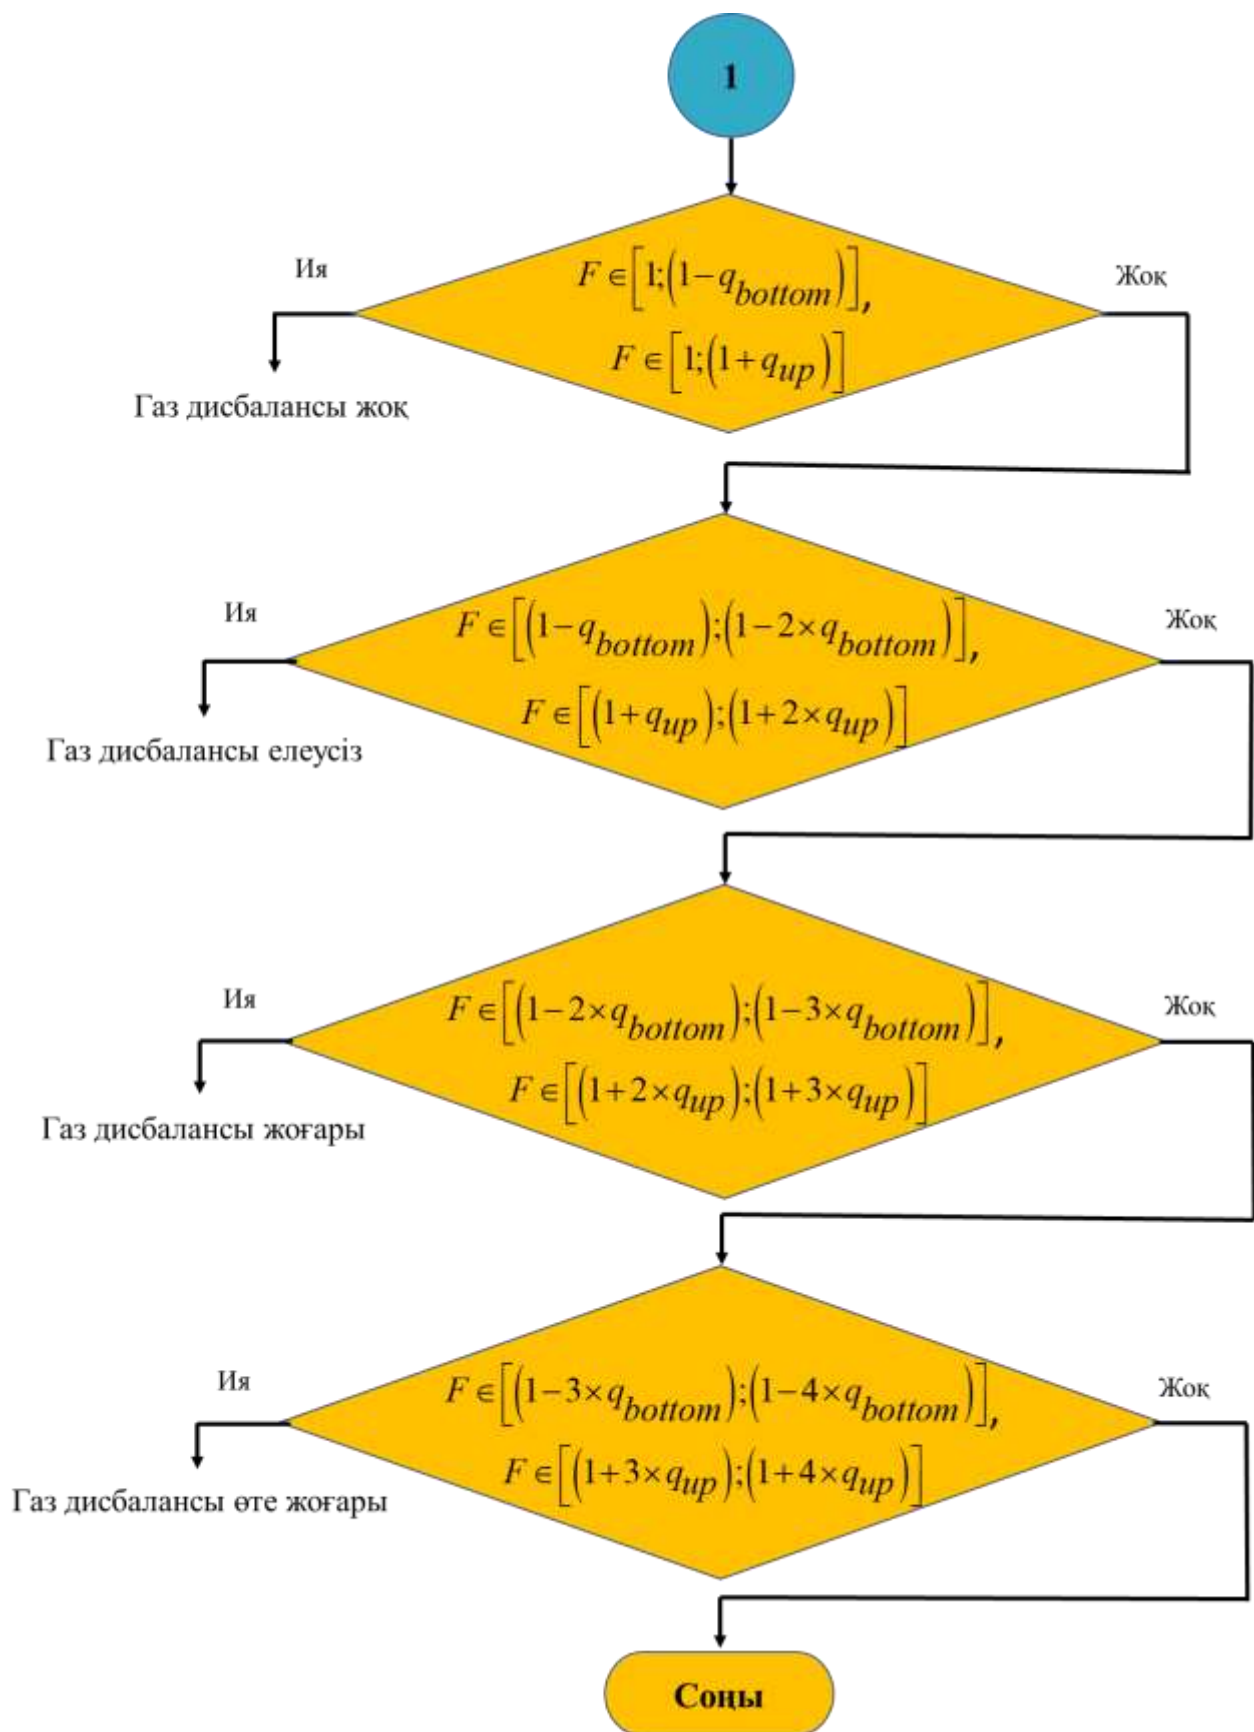 1
Ия
Жоқ
F ∈ [1;(1 − q_bottom)],
F ∈ [1;(1 + q_up)]
Газ дисбалансы жоқ
Ия
Жоқ
F ∈ [(1 − q_bottom);(1 − 2 × q_bottom)],
F ∈ [(1 + q_up);(1 + 2 × q_up)]
Газ дисбалансы елеусіз
Ия
Жоқ
F ∈ [(1 − 2 × q_bottom);(1 − 3 × q_bottom)],
F ∈ [(1 + 2 × q_up);(1 + 3 × q_up)]
Газ дисбалансы жоғары
Ия
Жоқ
F ∈ [(1 − 3 × q_bottom);(1 − 4 × q_bottom)],
F ∈ [(1 + 3 × q_up);(1 + 4 × q_up)]
Газ дисбалансы өте жоғары
Соңы